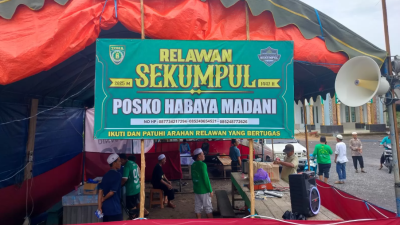 RELAWAN
SEKUMPUL
POSKO HABAYA MADANI
IKUTI DAN PATUHI ARAHAN RELAWAN YANG BERTUGAS